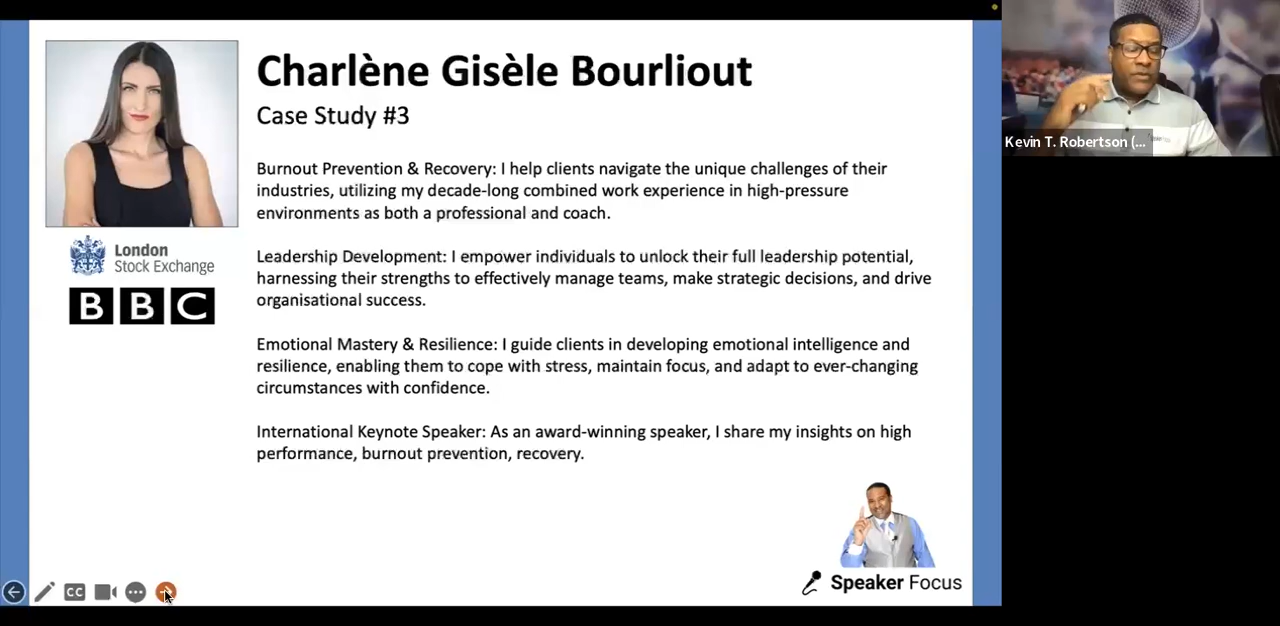 Charlène Gisèle Bourliout
Case Study #3
Burnout Prevention & Recovery: I help clients navigate the unique challenges of their
industries, utilizing my decade-long combined work experience in high-pressure
environments as both a professional and coach.
Leadership Development: I empower individuals to unlock their full leadership potential,
harnessing their strengths to effectively manage teams, make strategic decisions, and drive
organisational success.
Emotional Mastery & Resilience: I guide clients in developing emotional intelligence and
resilience, enabling them to cope with stress, maintain focus, and adapt to ever-changing
circumstances with confidence.
International Keynote Speaker: As an award-winning speaker, I share my insights on high
performance, burnout prevention, recovery.
London
Stock Exchange
BBC
Speaker Focus
CC
Kevin T. Robertson (...